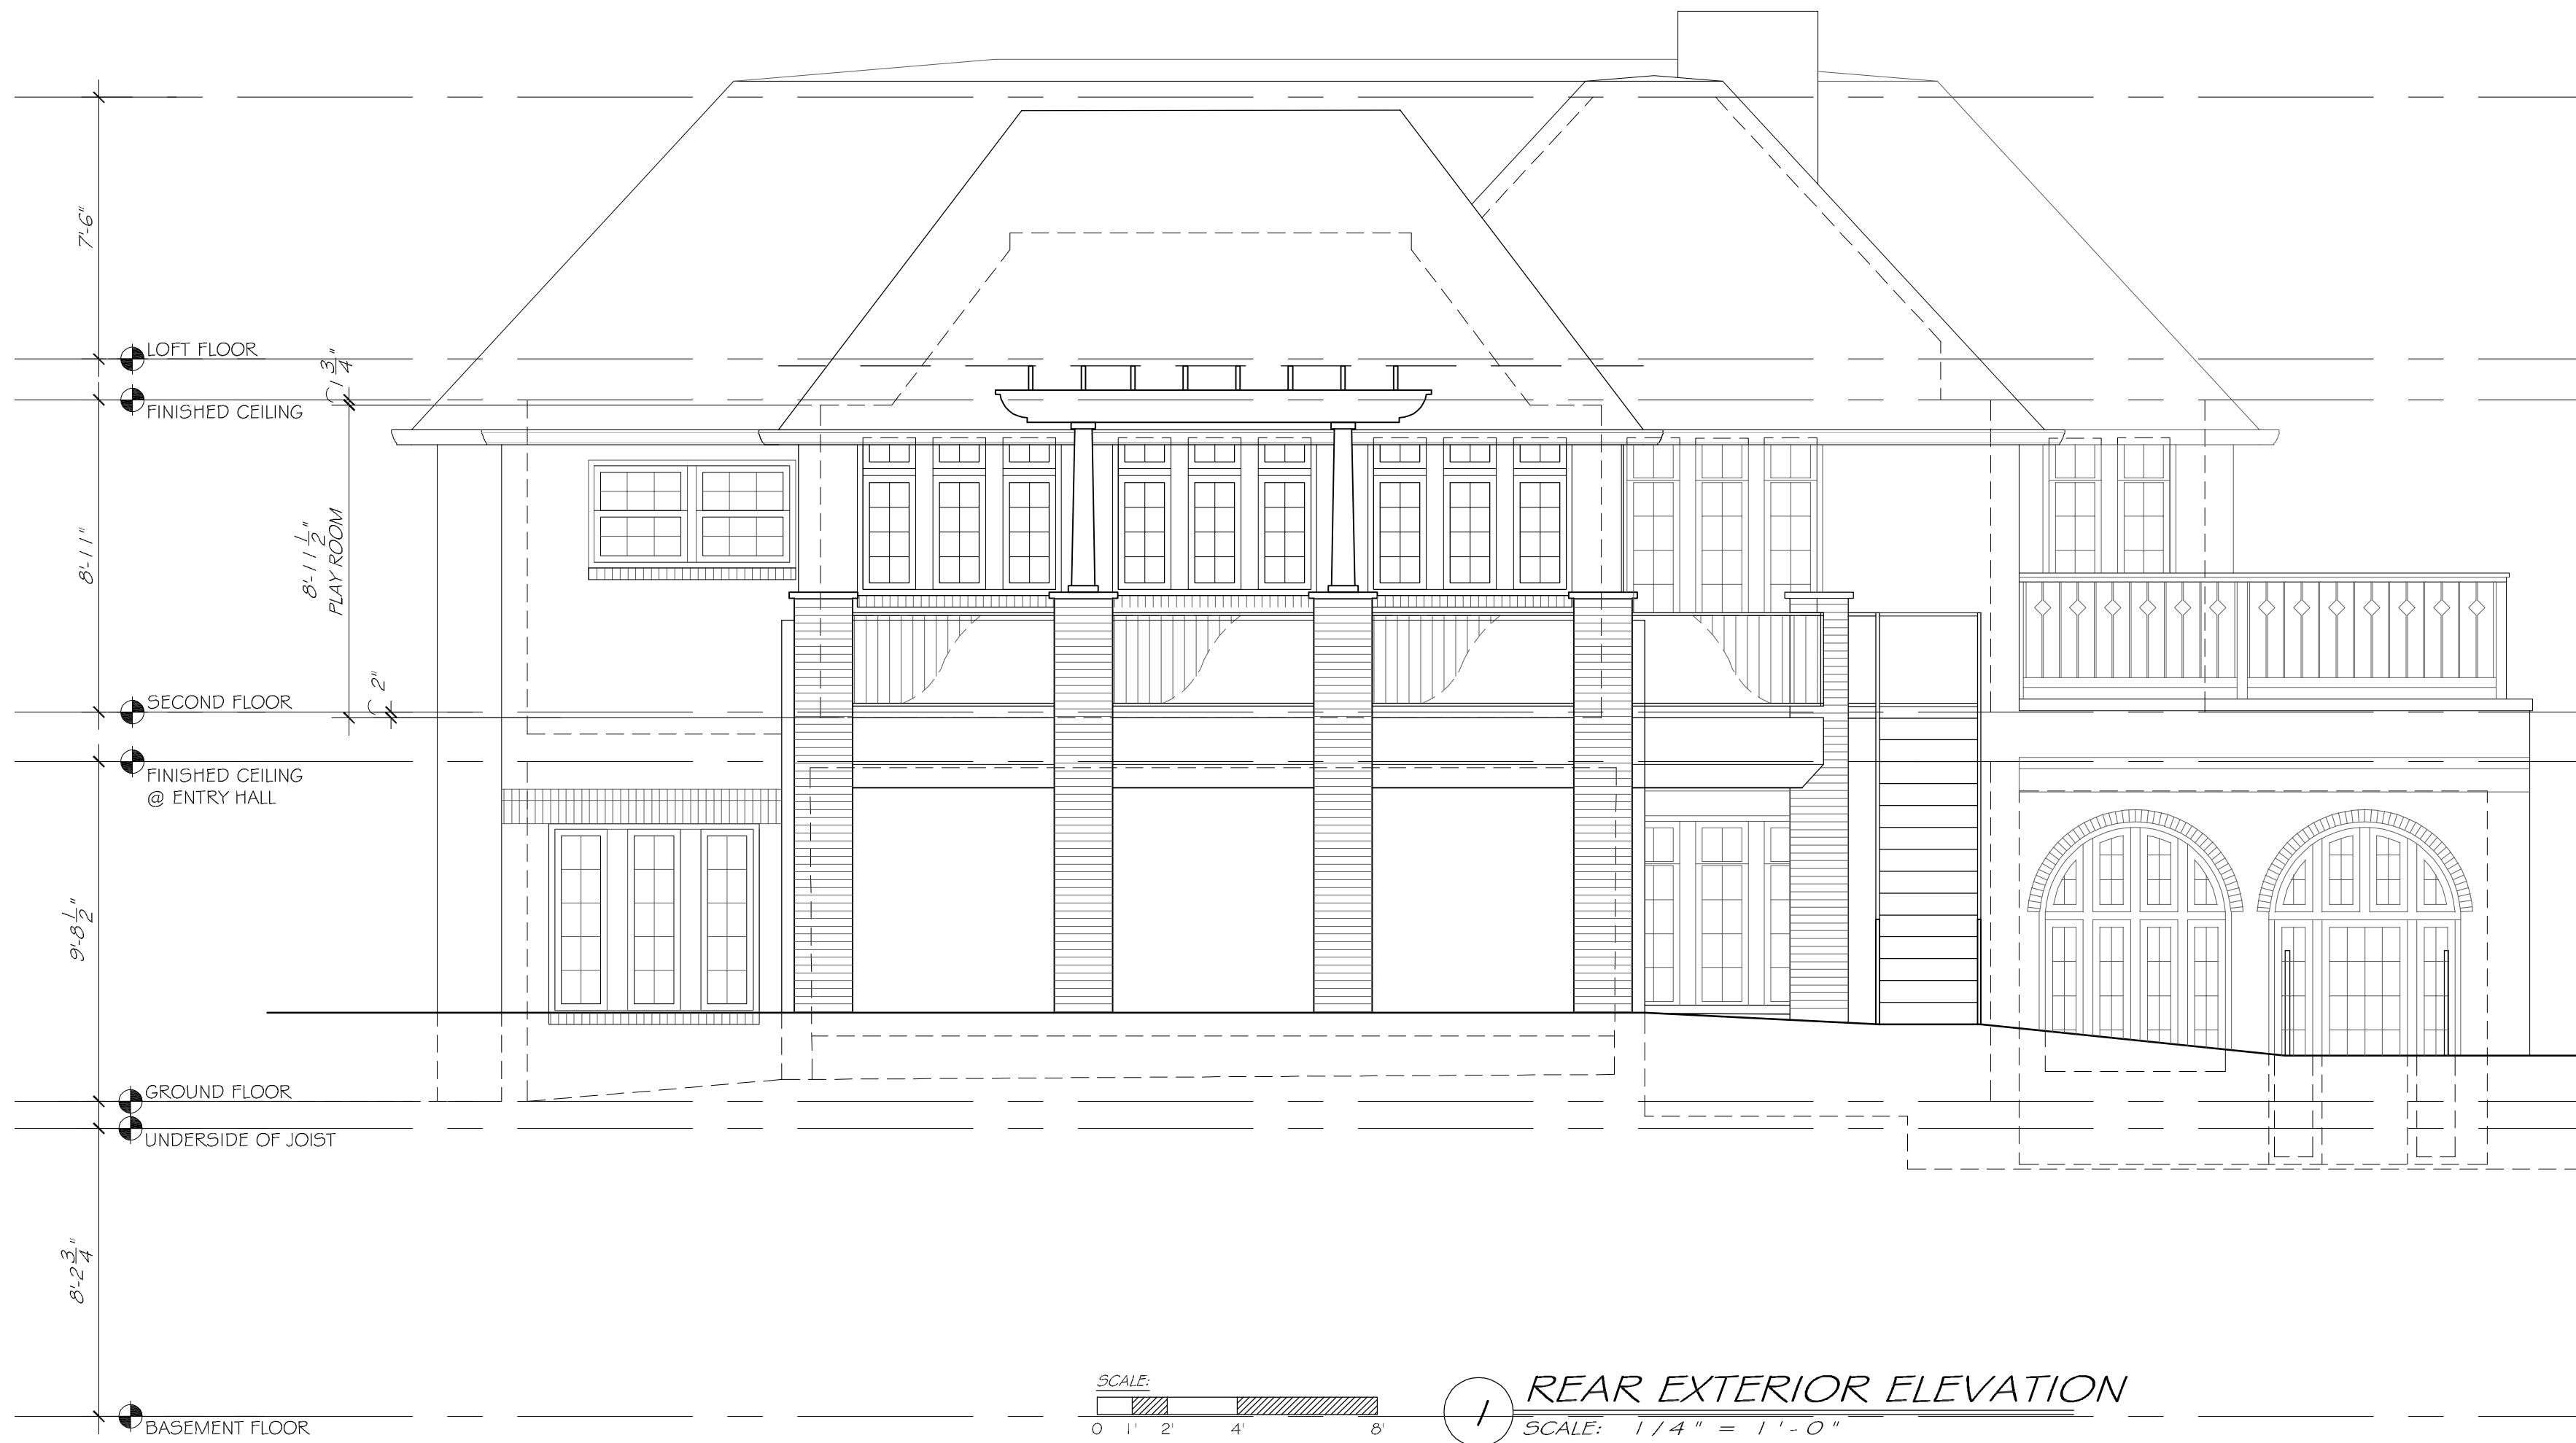 7'-6"
LOFT FLOOR
1 3/4"
FINISHED CEILING
8'-11"
8'-11 1/2"
PLAY ROOM
2"
SECOND FLOOR
FINISHED CEILING
@ ENTRY HALL
9'-8 1/2"
GROUND FLOOR
UNDERSIDE OF JOIST
8'-2 3/4"
BASEMENT FLOOR
SCALE:
0 1' 2' 4' 8'
1
REAR EXTERIOR ELEVATION
SCALE: 1/4" = 1'-0"